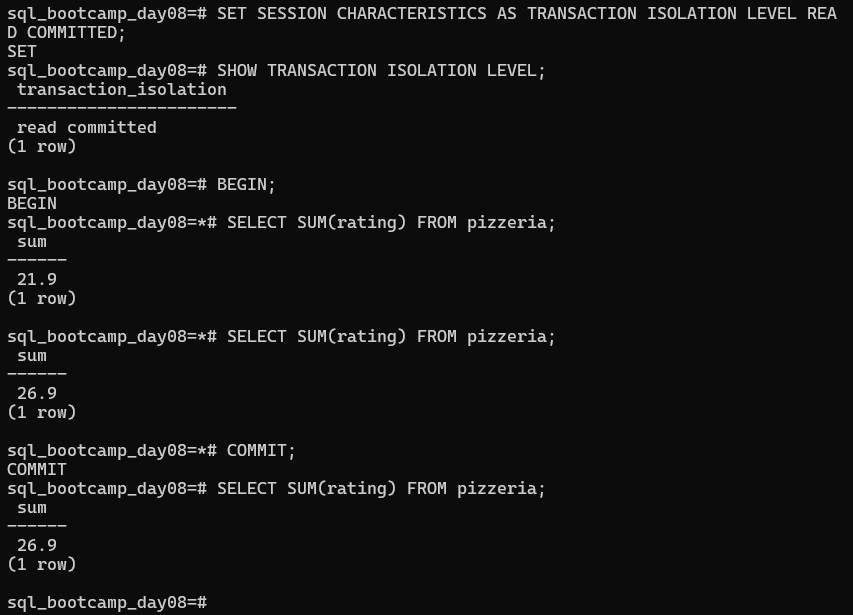 sql_bootcamp_day08=# SET SESSION CHARACTERISTICS AS TRANSACTION ISOLATION LEVEL REA
D COMMITTED;
SET
sql_bootcamp_day08=# SHOW TRANSACTION ISOLATION LEVEL;
 transaction_isolation
-----------------------
 read committed
(1 row)

sql_bootcamp_day08=# BEGIN;
BEGIN
sql_bootcamp_day08=*# SELECT SUM(rating) FROM pizzeria;
 sum
------
 21.9
(1 row)

sql_bootcamp_day08=*# SELECT SUM(rating) FROM pizzeria;
 sum
------
 26.9
(1 row)

sql_bootcamp_day08=*# COMMIT;
COMMIT
sql_bootcamp_day08=# SELECT SUM(rating) FROM pizzeria;
 sum
------
 26.9
(1 row)

sql_bootcamp_day08=#